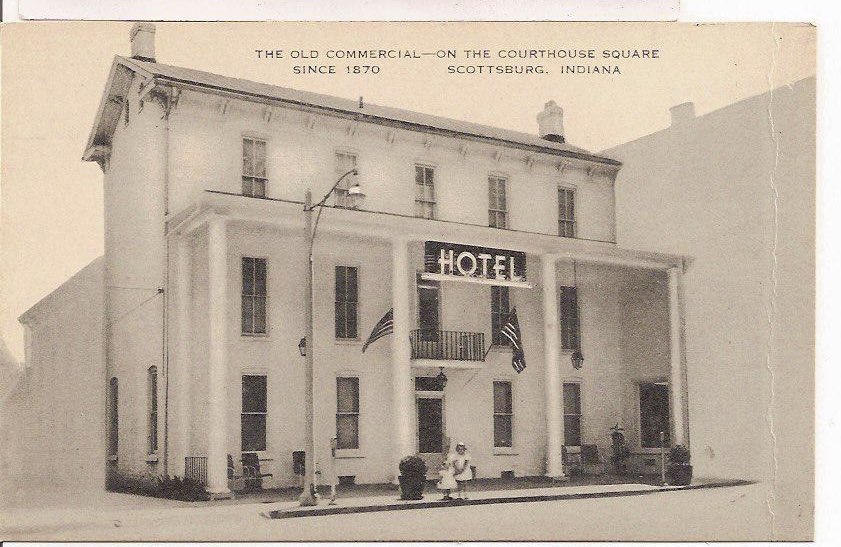 THE OLD COMMERCIAL—ON THE COURTHOUSE SQUARE
SINCE 1870 SCOTTSBURG, INDIANA
HOTEL